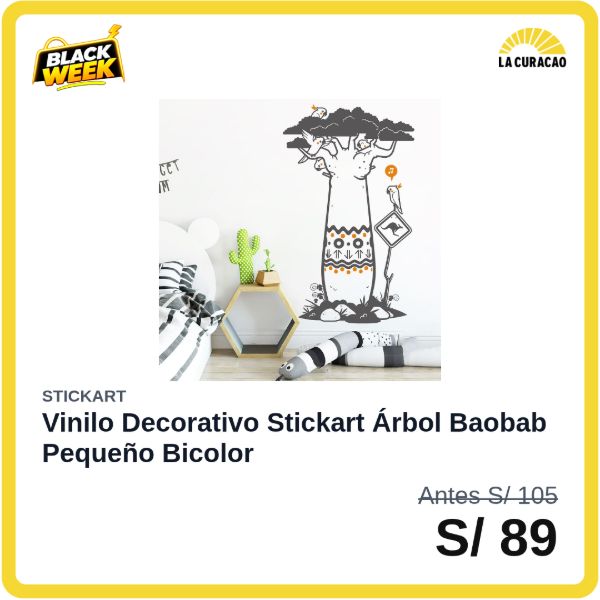 BLACK
WEEK
LA CURACAO
STICKART
Vinilo Decorativo Stickart Árbol Baobab
Pequeño Bicolor
Antes S/ 105
S/ 89